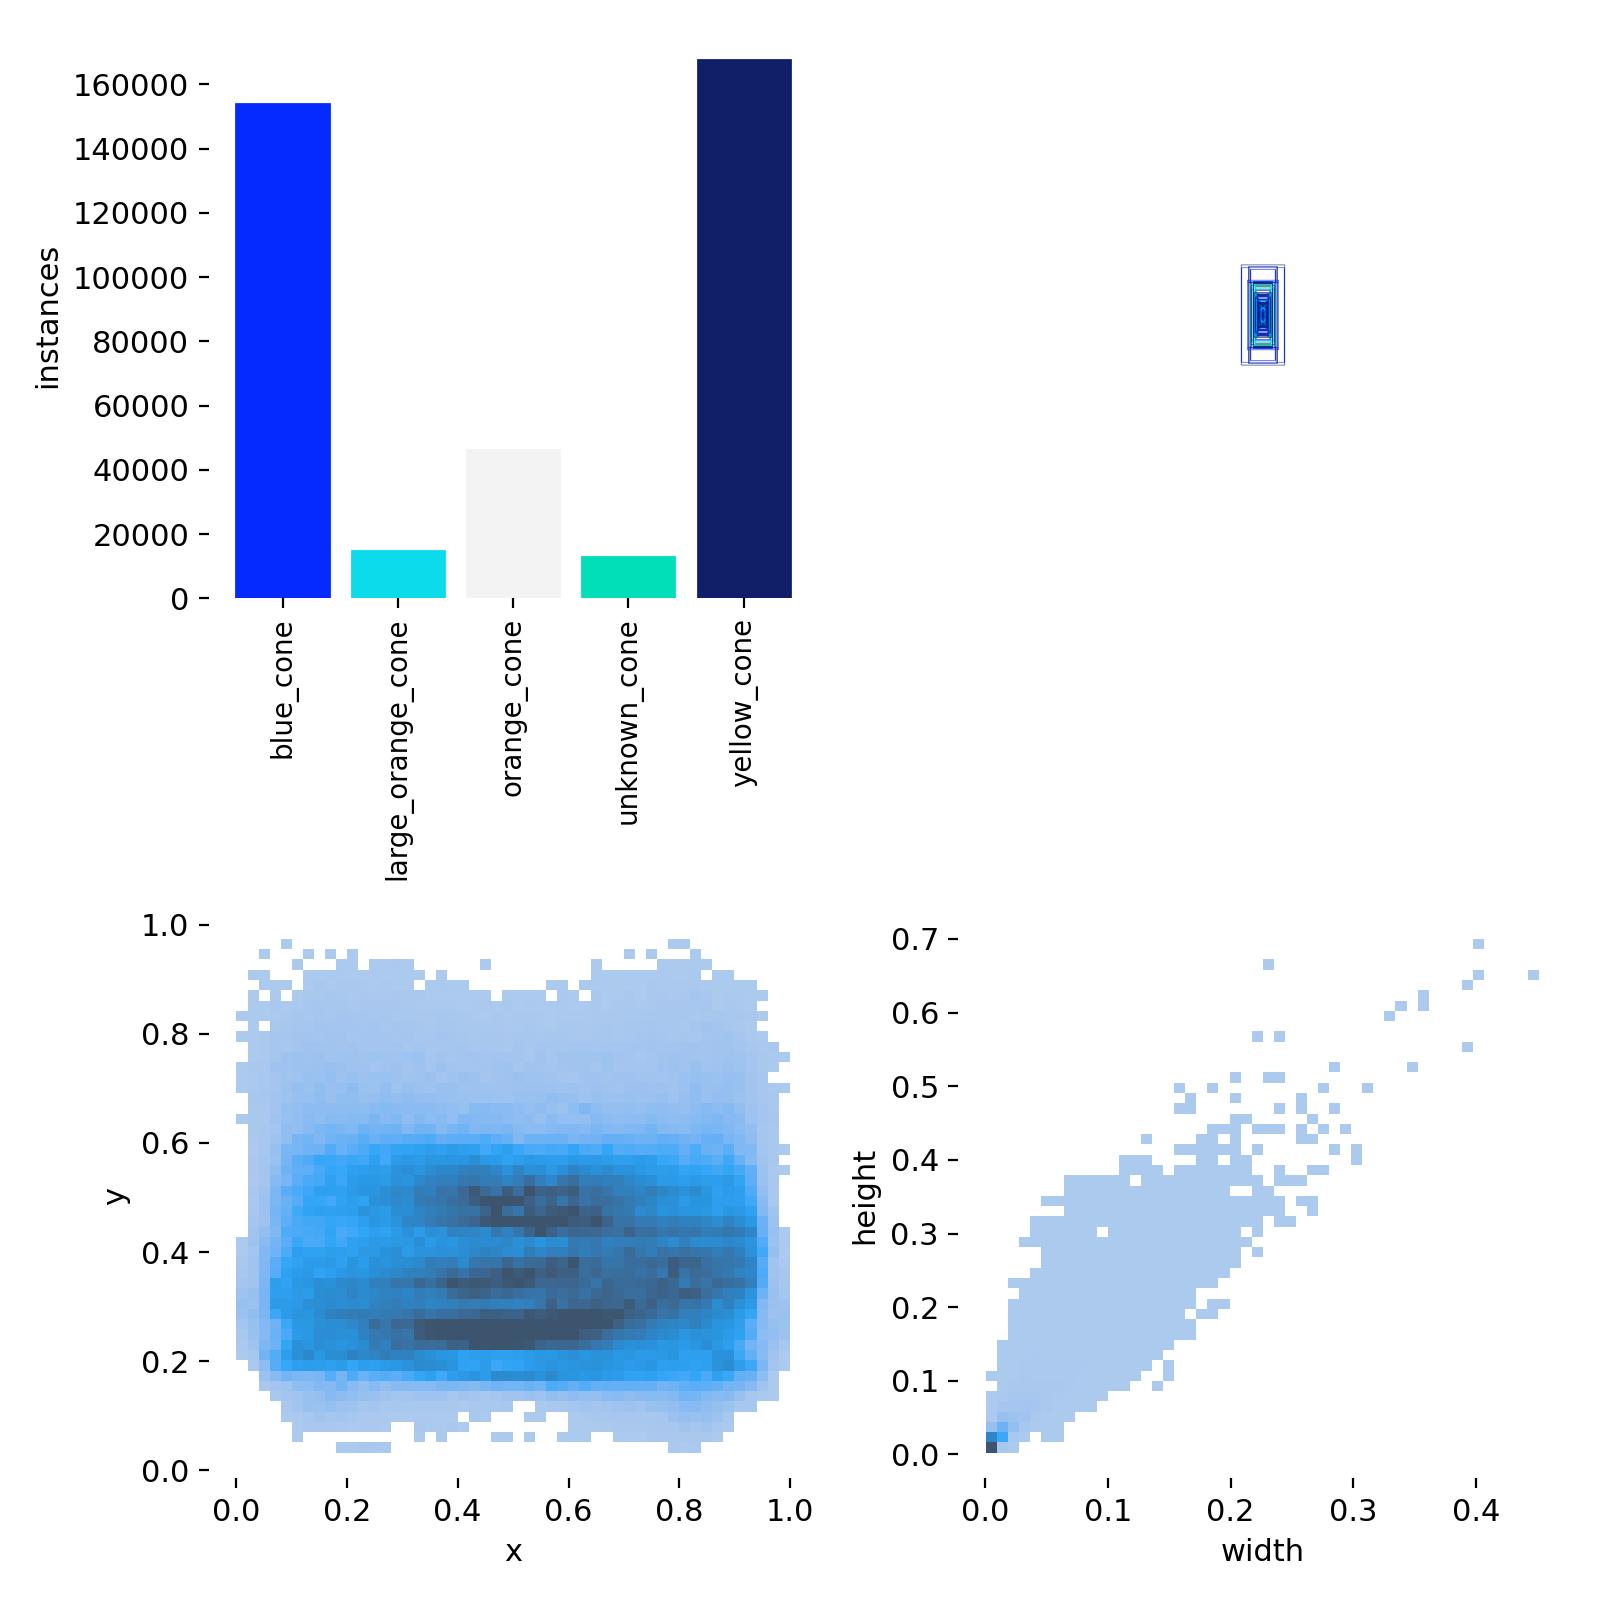 instances
160000
140000
120000
100000
80000
60000
40000
20000
0
blue_cone
large_orange_cone
orange_cone
unknown_cone
yellow_cone
y
1.0
0.8
0.6
0.4
0.2
0.0
0.0 0.2 0.4 0.6 0.8 1.0
x
height
0.7
0.6
0.5
0.4
0.3
0.2
0.1
0.0
0.0 0.1 0.2 0.3 0.4
width